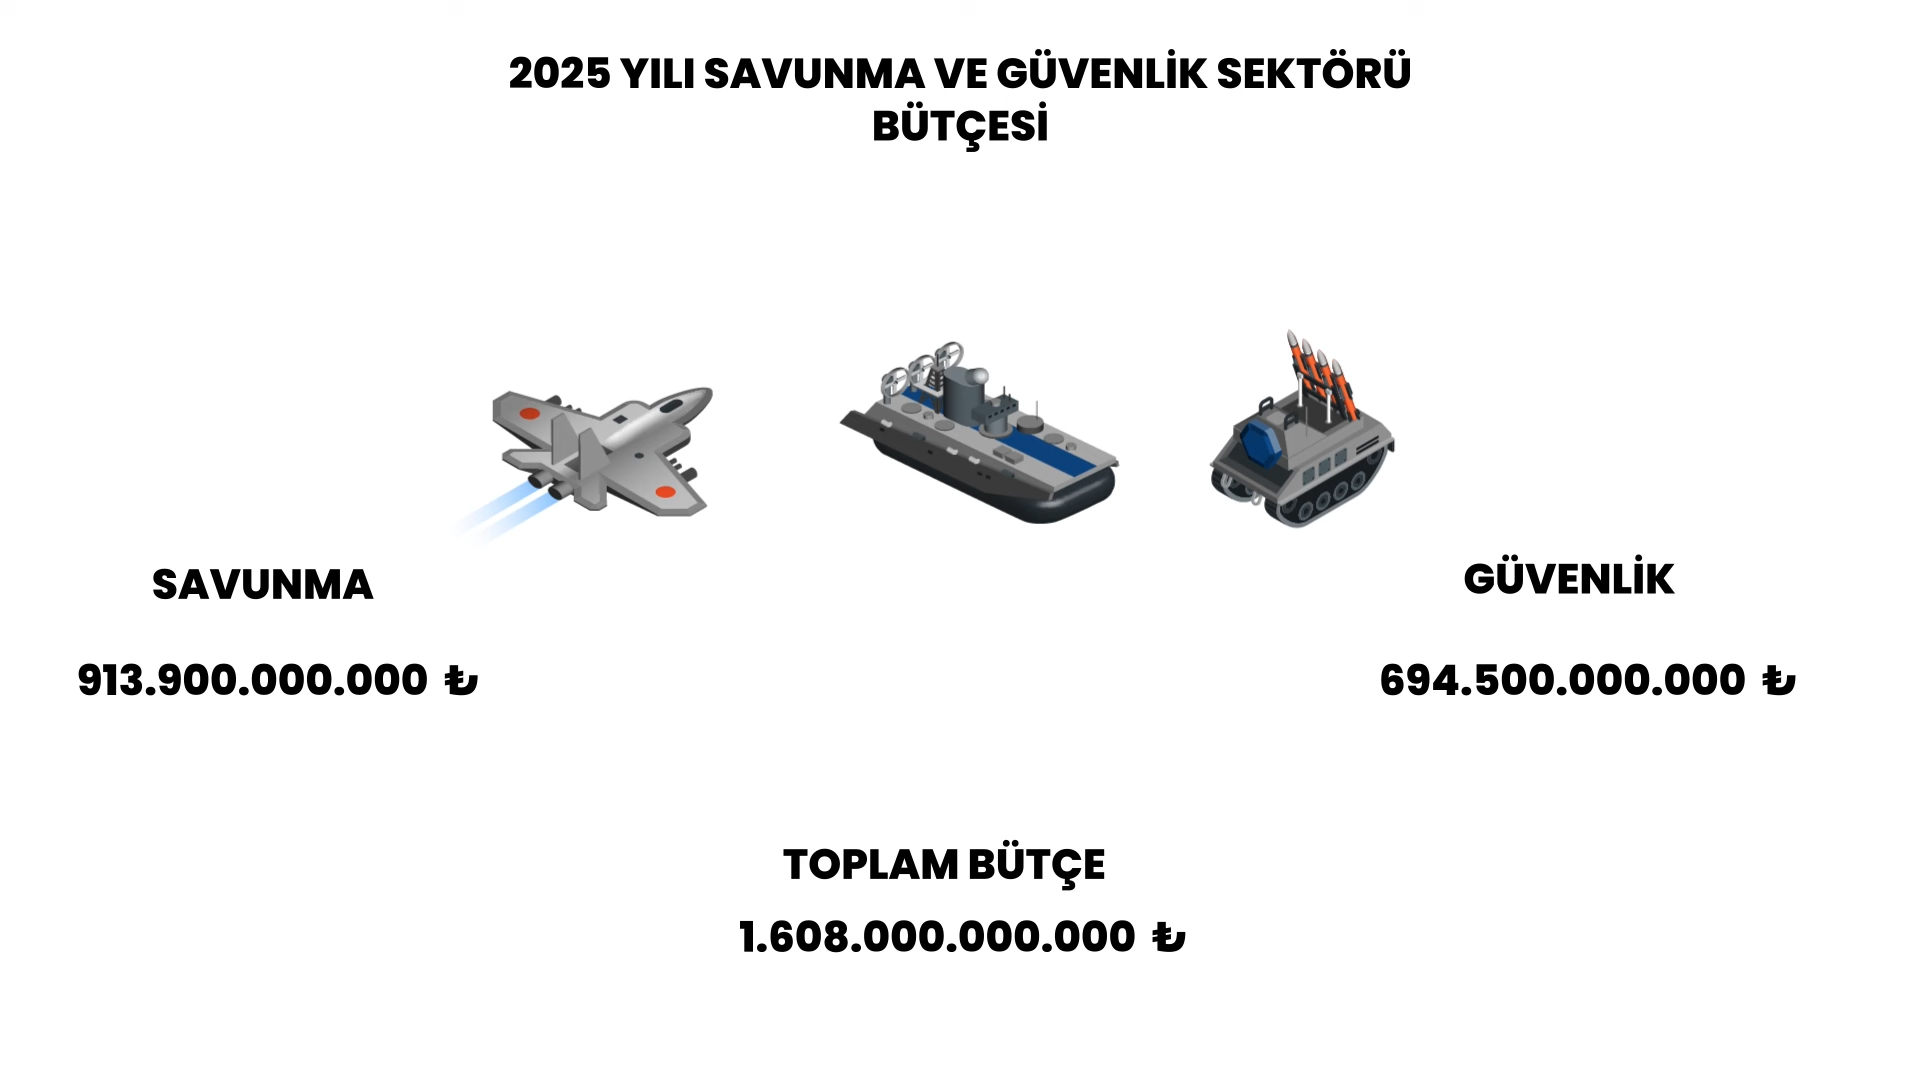 2025 YILI SAVUNMA VE GÜVENLİK SEKTÖRÜ
BÜTÇESİ
SAVUNMA
913.900.000.000 ₺
GÜVENLİK
694.500.000.000 ₺
TOPLAM BÜTÇE
1.608.000.000.000 ₺